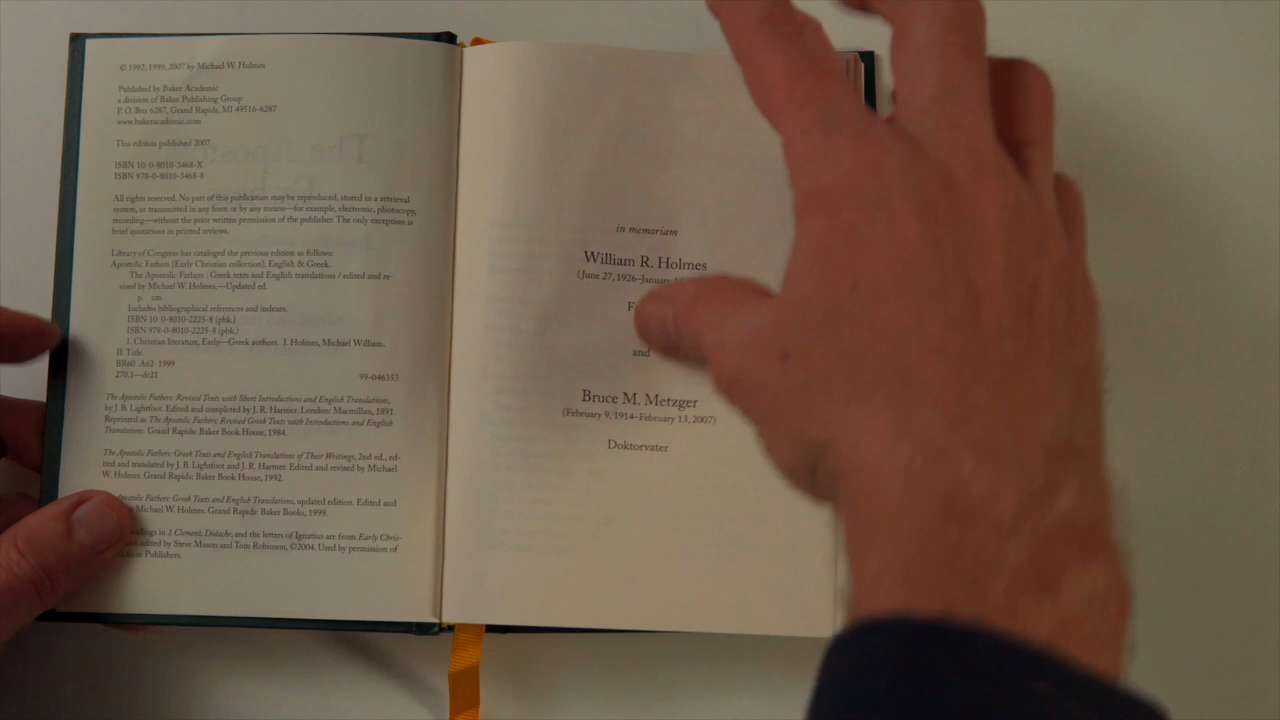 © 1992, 1999, 2007 by Michael W. Holmes
Published by Baker Academic
a division of Baker Publishing Group
P. O. Box 6287, Grand Rapids, MI 49516-6287
www.bakeracademic.com
This edition published 2007
ISBN 10: 0-8010-3468-X
ISBN 978-0-8010-3468-8
All rights reserved. No part of this publication may be reproduced, stored in a retrieval
system, or transmitted in any form or by any means—for example, electronic, photocopy,
recording—without the prior written permission of the publisher. The only exception is
brief quotations in printed reviews.
Library of Congress has cataloged the previous edition as follows:
Apostolic Fathers (Early Christian collection). English & Greek.
The Apostolic Fathers : Greek texts and English translations / edited and re-
vised by Michael W. Holmes.—Updated ed.
p. cm.
Includes bibliographical references and indexes.
ISBN 10: 0-8010-2225-8 (pbk.)
ISBN 978-0-8010-2225-8 (pbk.)
1. Christian literature, Early—Greek authors. I. Holmes, Michael William.
II. Title.
BR60 .A62 1999
270.1—dc21 99-046353
The Apostolic Fathers: Revised Texts with Short Introductions and English Translations,
by J. B. Lightfoot. Edited and completed by J. R. Harmer. London: Macmillan, 1891.
Reprinted as The Apostolic Fathers: Revised Greek Texts with Introductions and English
Translations. Grand Rapids: Baker Book House, 1984.
The Apostolic Fathers: Greek Texts and English Translations of Their Writings, 2nd ed., ed-
ited and translated by J. B. Lightfoot and J. R. Harmer. Edited and revised by Michael
W. Holmes. Grand Rapids: Baker Book House, 1992.
Apostolic Fathers: Greek Texts and English Translations, updated edition. Edited and
Michael W. Holmes. Grand Rapids: Baker Books, 1999.
in 1 Clement, Didache, and the letters of Ignatius are from Early Chris-
edited by Steve Mason and Tom Robinson, ©2004. Used by permission of
Publishers.
in memoriam
William R. Holmes
(June 27, 1926–January
and
Bruce M. Metzger
(February 9, 1914–February 13, 2007)
Doktorvater